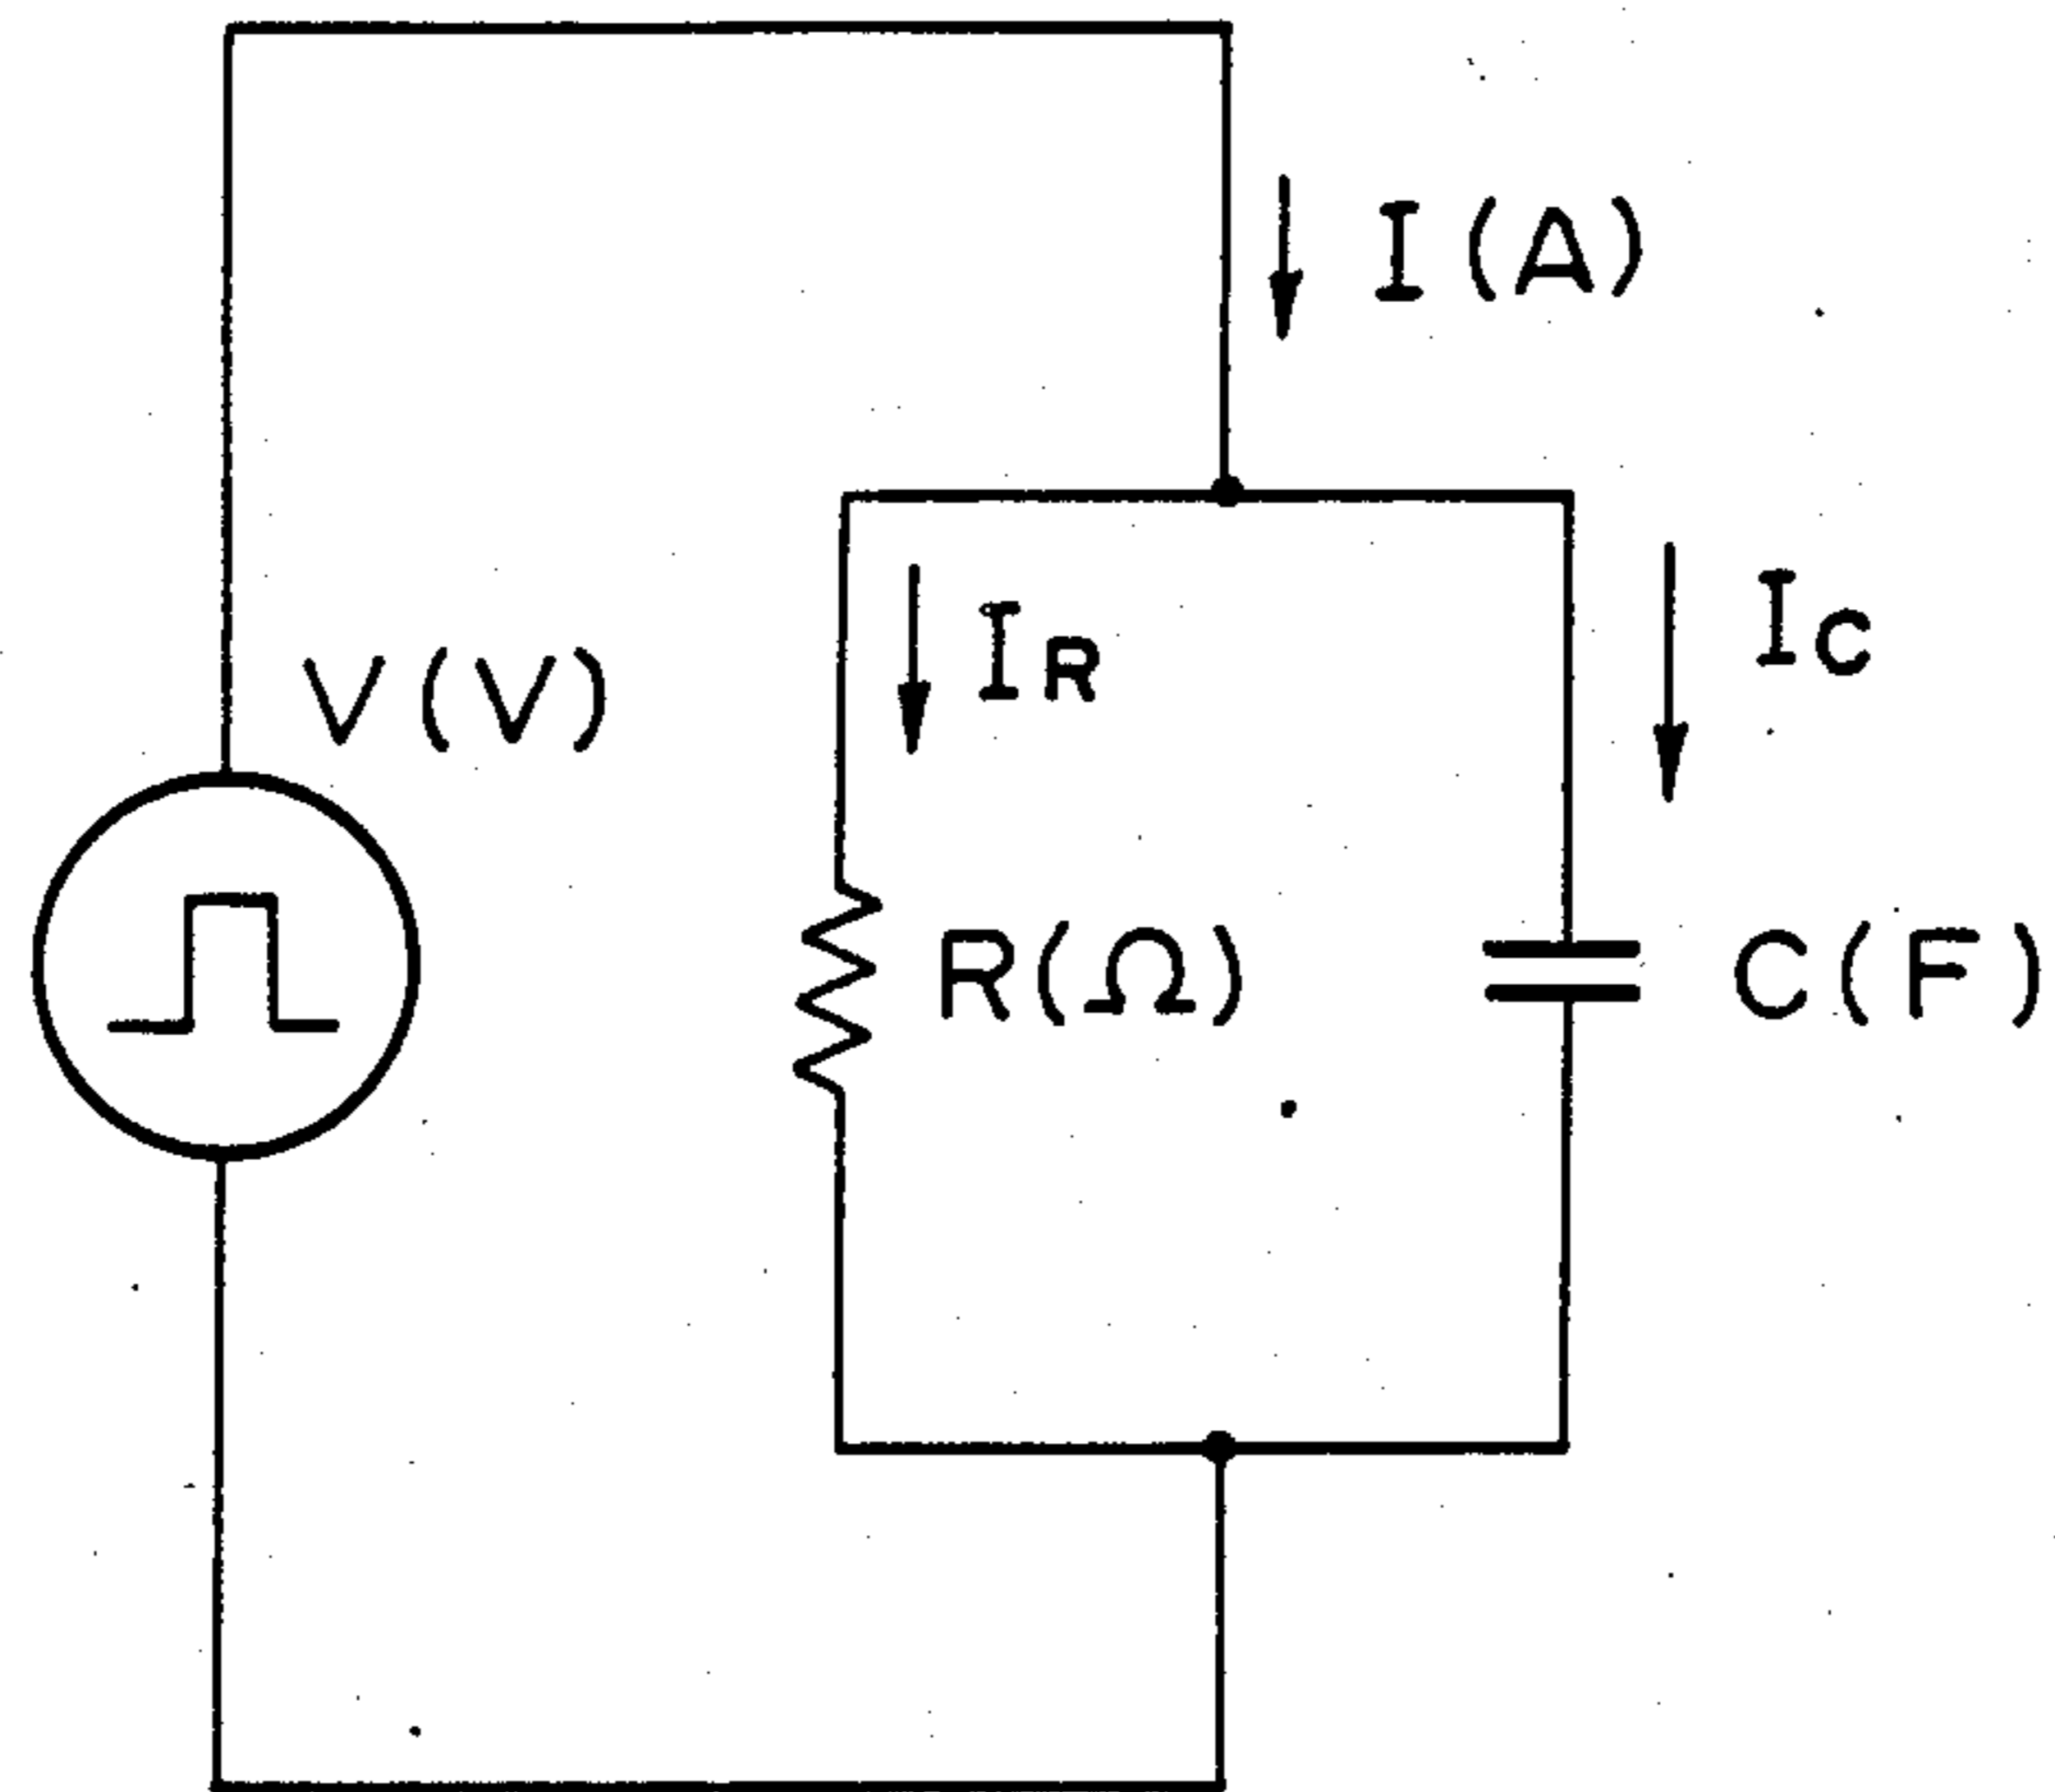 I(A)
IC
IR
V(V)
R(Ω)
C(F)